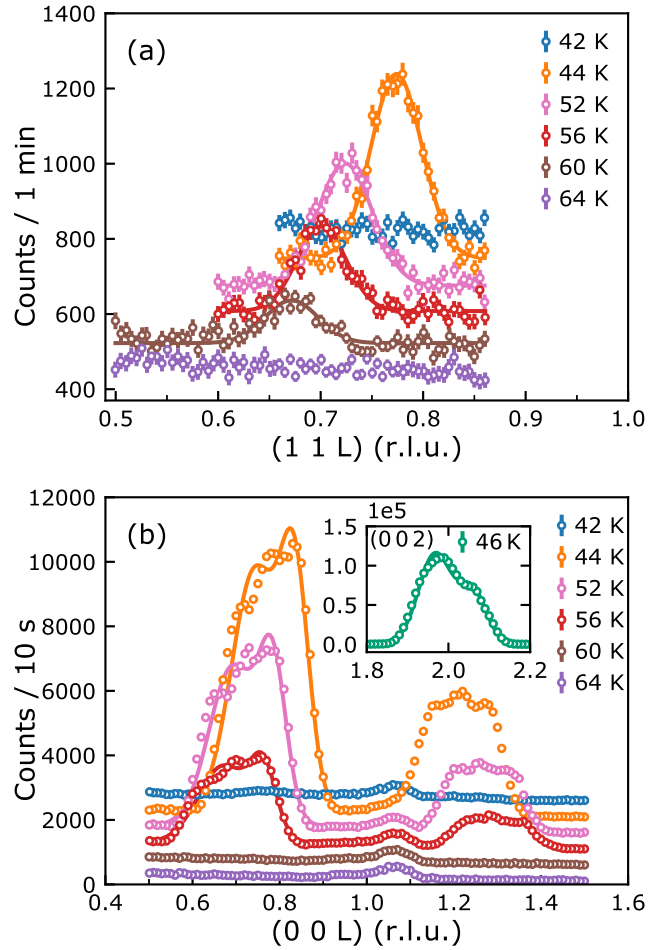 1400
1200
1000
800
600
400
Counts / 1 min
(a)
42 K
44 K
52 K
56 K
60 K
64 K
0.5 0.6 0.7 0.8 0.9 1.0
(1 1 L) (r.l.u.)
12000
10000
8000
6000
4000
2000
0
Counts / 10 s
(b)
1e5
(0 0 2)
46 K
1.5
1.0
0.5
0.0
1.8 2.0 2.2
42 K
44 K
52 K
56 K
60 K
64 K
0.4 0.6 0.8 1.0 1.2 1.4 1.6
(0 0 L) (r.l.u.)